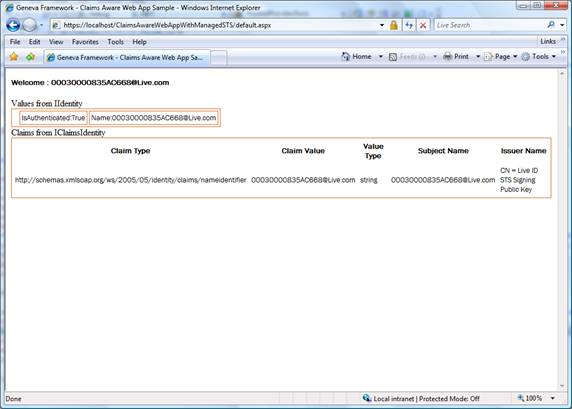 Geneva Framework - Claims Aware Web App Sample - Windows Internet Explorer
https://localhost/ClaimsAwareWebAppWithManagedSTS/default.aspx
Live Search
File Edit View Favorites Tools Help
Links
Geneva Framework - Claims Aware Web App Sa...
Home Feeds (J) Print Page Tools
Welcome : 00030000835AC668@Live.com
Values from IIdentity
IsAuthenticated:True Name:00030000835AC668@Live.com
Claims from IClaimsIdentity
Claim Type Claim Value Value Type Subject Name Issuer Name
http://schemas.xmlsoap.org/ws/2005/05/identity/claims/nameidentifier 00030000835AC668@Live.com string 00030000835AC668@Live.com CN = Live ID STS Signing Public Key
Done
Local intranet | Protected Mode: Off
100%